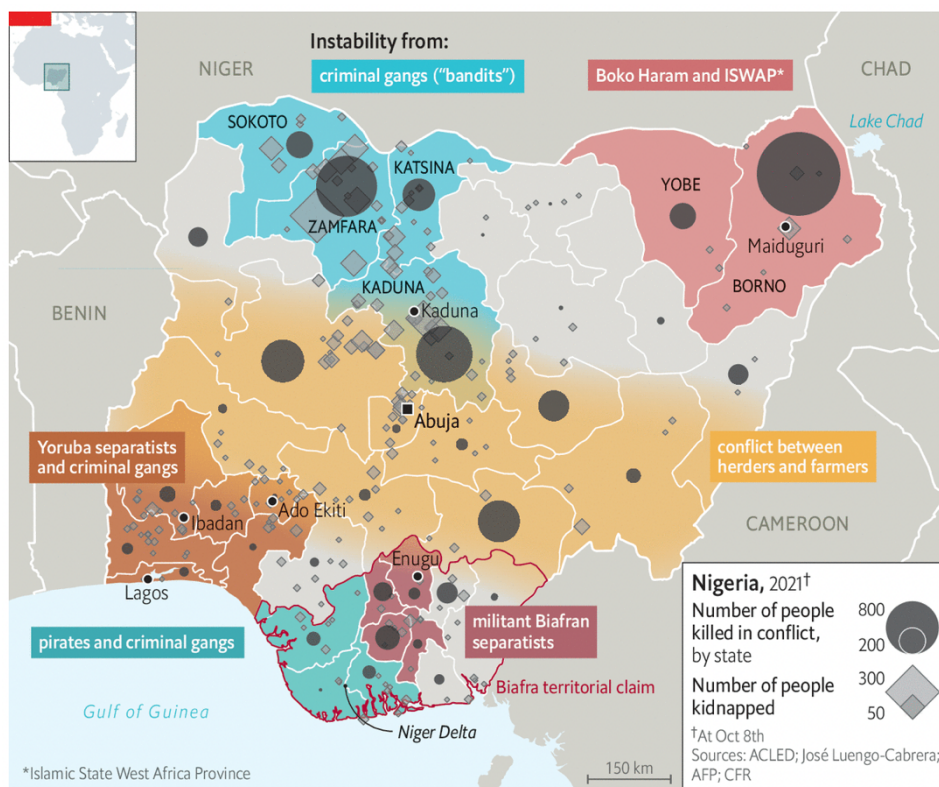 Instability from:
criminal gangs (”bandits”)
Boko Haram and ISWAP*
NIGER
CHAD
Lake Chad
SOKOTO
KATSINA
YOBE
ZAMFARA
Maiduguri
KADUNA
BORNO
Kaduna
BENIN
Abuja
Yoruba separatists
and criminal gangs
conflict between
herders and farmers
Ado Ekiti
Ibadan
CAMEROON
Enugu
Lagos
pirates and criminal gangs
militant Biafran
separatists
Biafra territorial claim
Gulf of Guinea
Niger Delta
*Islamic State West Africa Province
150 km
Nigeria, 2021†
Number of people
killed in conflict,
by state
800
200
Number of people
kidnapped
300
50
†At Oct 8th
Sources: ACLED; José Luengo-Cabrera;
AFP; CFR